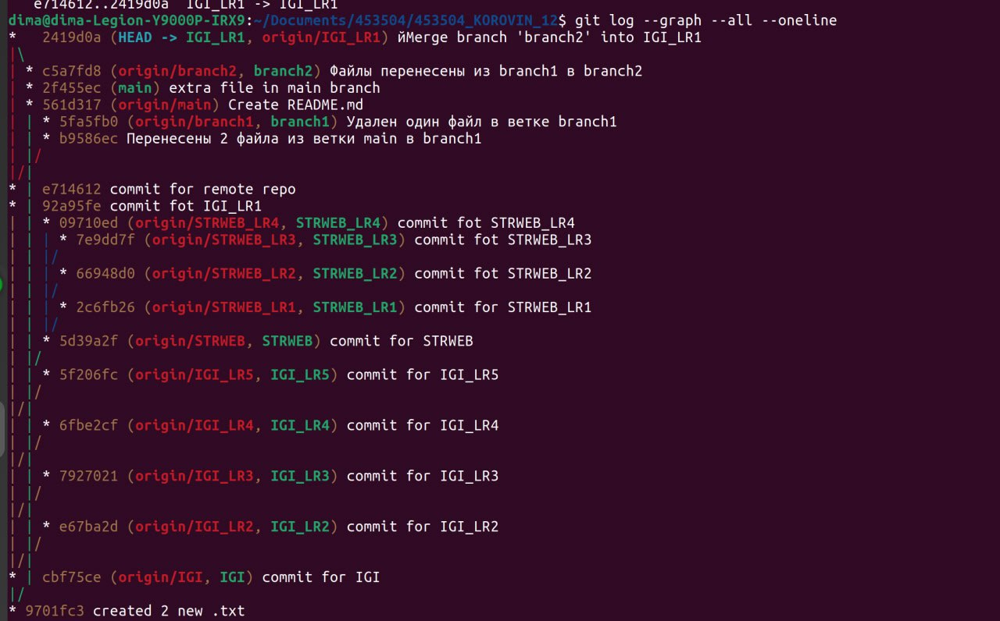 e714612..2419d0a  IGI_LR1 -> IGI_LR1
dima@dima-Legion-Y9000P-IRX9:~/Documents/453504/453504_KOROVIN_12$ git log --graph --all --oneline
*   2419d0a (HEAD -> IGI_LR1, origin/IGI_LR1) йMerge branch 'branch2' into IGI_LR1
|\
| * c5a7fd8 (origin/branch2, branch2) Файлы перенесены из branch1 в branch2
| * 2f455ec (main) extra file in main branch
| * 561d317 (origin/main) Create README.md
| | * 5fa5fb0 (origin/branch1, branch1) Удален один файл в ветке branch1
| | * b9586ec Перенесены 2 файла из ветки main в branch1
| |/
|/|
* | e714612 commit for remote repo
* | 92a95fe commit fot IGI_LR1
| | * 09710ed (origin/STRWEB_LR4, STRWEB_LR4) commit fot STRWEB_LR4
| | | * 7e9dd7f (origin/STRWEB_LR3, STRWEB_LR3) commit fot STRWEB_LR3
| | |/
| | | * 66948d0 (origin/STRWEB_LR2, STRWEB_LR2) commit fot STRWEB_LR2
| | |/
| | | * 2c6fb26 (origin/STRWEB_LR1, STRWEB_LR1) commit for STRWEB_LR1
| | |/
| | * 5d39a2f (origin/STRWEB, STRWEB) commit for STRWEB
| |/
| | * 5f206fc (origin/IGI_LR5, IGI_LR5) commit for IGI_LR5
| |/
|/|
| | * 6fbe2cf (origin/IGI_LR4, IGI_LR4) commit for IGI_LR4
| |/
|/|
| | * 7927021 (origin/IGI_LR3, IGI_LR3) commit for IGI_LR3
| |/
|/|
| | * e67ba2d (origin/IGI_LR2, IGI_LR2) commit for IGI_LR2
| |/
|/|
* | cbf75ce (origin/IGI, IGI) commit for IGI
|/
* 9701fc3 created 2 new .txt